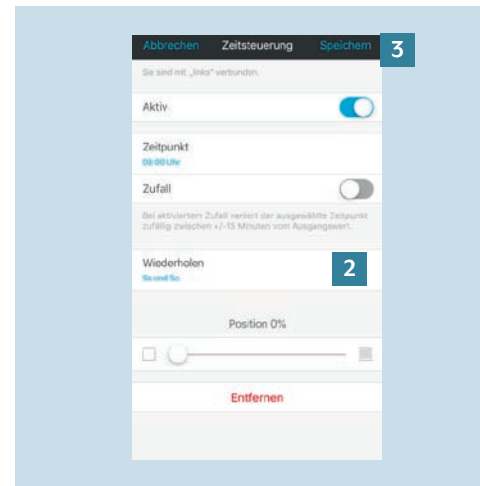 Abbrechen Zeitsteuerung Speichern 3
Sie sind mit „links" verbunden.
Aktiv
Zeitpunkt
00:00 Uhr
Zufall
Bei aktiviertem Zufall variiert der ausgewählte Zeitpunkt
zufällig zwischen +/-15 Minuten vom Ausgangswert.
Wiederholen 2
Sa und So
Position 0%
Entfernen